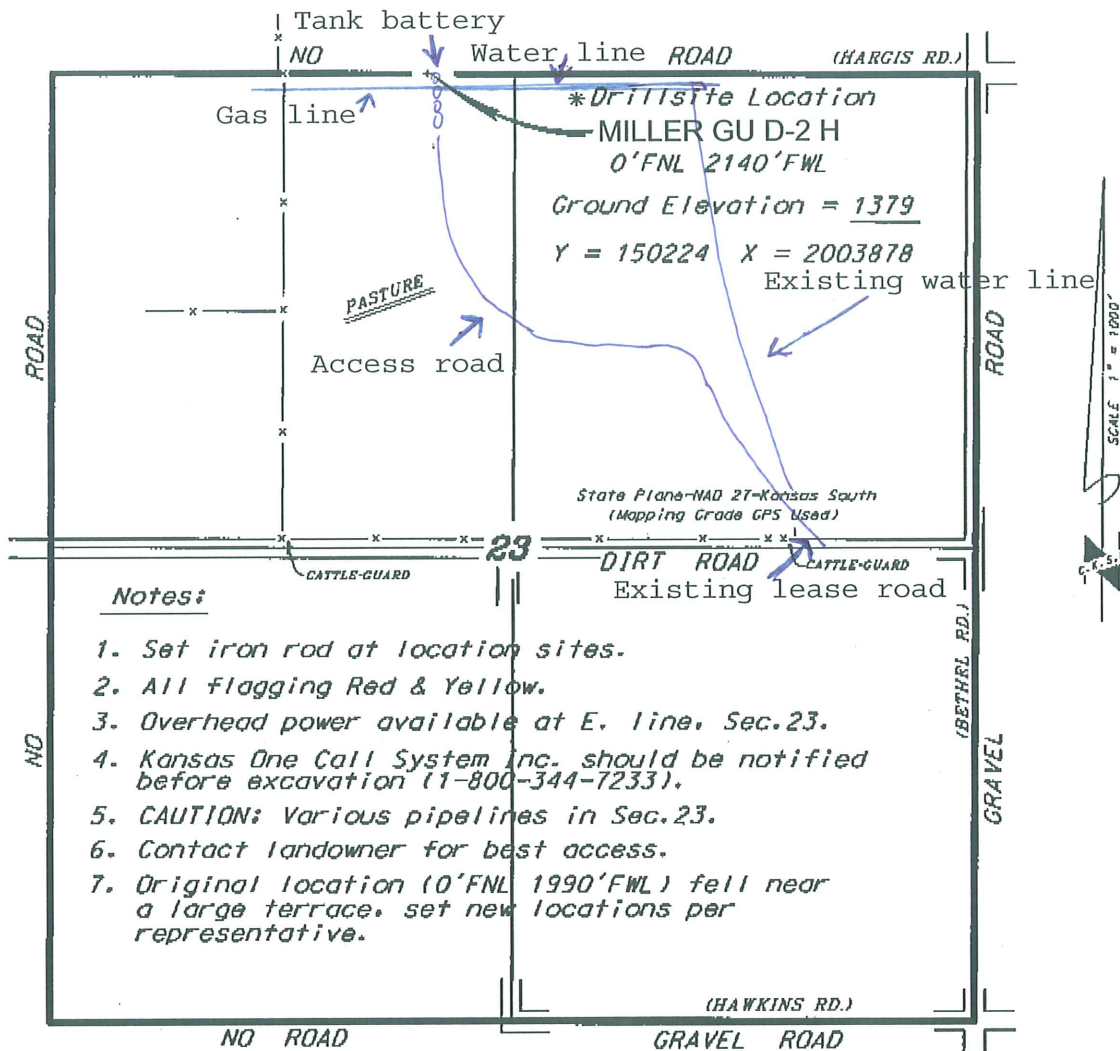 Tank battery
NO
Water line
ROAD
(HARGIS RD.)
Gas line
*Drillsite Location
MILLER GU D-2 H
0'FNL 2140'FWL
Ground Elevation = 1379
Y = 150224 X = 2003878
Existing water line
PASTURE
Access road
ROAD
ROAD
SCALE 1" = 1000'
State Plane-NAD 27-Kansas South
(Mapping Grade GPS Used)
23
DIRT ROAD
CATTLE-GUARD
CATTLE-GUARD
Existing lease road
C.K.S.
Notes:
1. Set iron rod at location sites.
2. All flagging Red & Yellow.
3. Overhead power available at E. line. Sec.23.
4. Kansas One Call System inc. should be notified
before excavation (1-800-344-7233).
5. CAUTION: Various pipelines in Sec.23.
6. Contact landowner for best access.
7. Original location (0'FNL 1990'FWL) fell near
a large terrace. set new locations per
representative.
(BETHEL RD.)
NO
GRAVEL
(HAWKINS RD.)
NO ROAD
GRAVEL ROAD